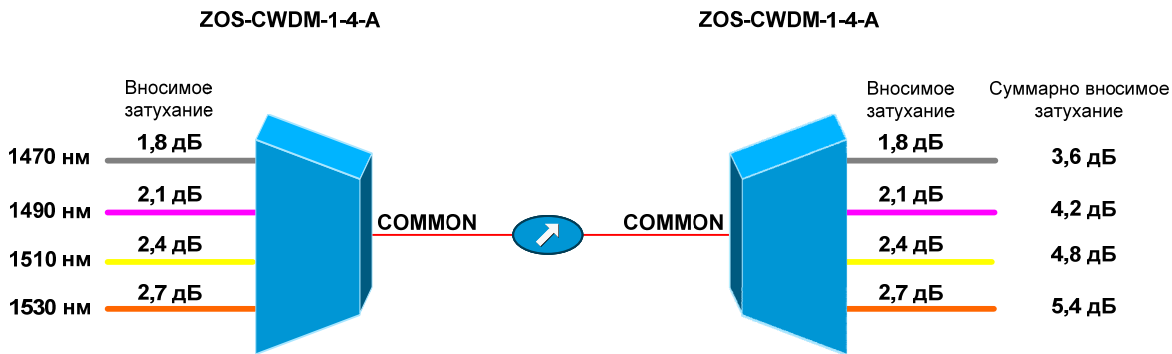 ZOS-CWDM-1-4-A
ZOS-CWDM-1-4-A
Вносимое
затухание
Вносимое
затухание
Суммарно вносимое
затухание
1470 нм
1,8 дБ
1,8 дБ
3,6 дБ
1490 нм
2,1 дБ
2,1 дБ
4,2 дБ
COMMON
COMMON
1510 нм
2,4 дБ
2,4 дБ
4,8 дБ
1530 нм
2,7 дБ
2,7 дБ
5,4 дБ